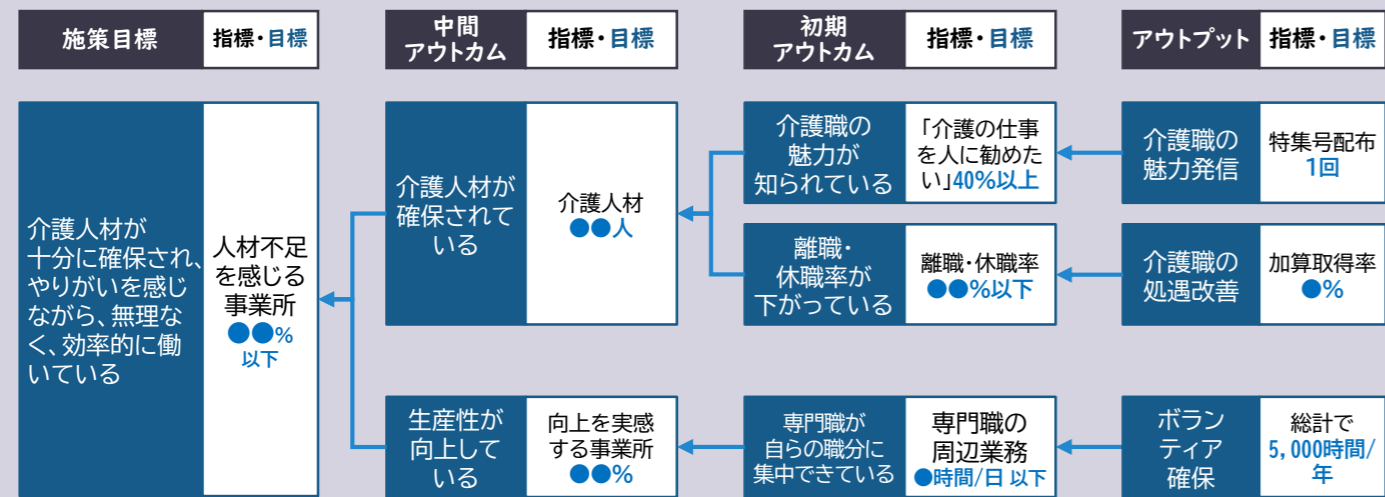 施策目標
指標・目標
中間
アウトカム
指標・目標
初期
アウトカム
指標・目標
アウトプット
指標・目標
介護人材が
十分に確保され、
やりがいを感じ
ながら、無理な
く、効率的に働
いている
人材不足
を感じる
事業所
●●%
以下
介護人材が
確保されて
いる
介護人材
●●人
介護職の
魅力が
知られている
「介護の仕事
を人に勧めた
い」40%以上
介護職の
魅力発信
特集号配布
1回
離職・
休職率が
下がっている
離職・休職率
●●%以下
介護職の
処遇改善
加算取得率
●%
生産性が
向上して
いる
向上を実感
する事業所
●●%
専門職が
自らの職分に
集中できている
専門職の
周辺業務
●時間/日 以下
ボラン
ティア
確保
総計で
5,000時間/
年